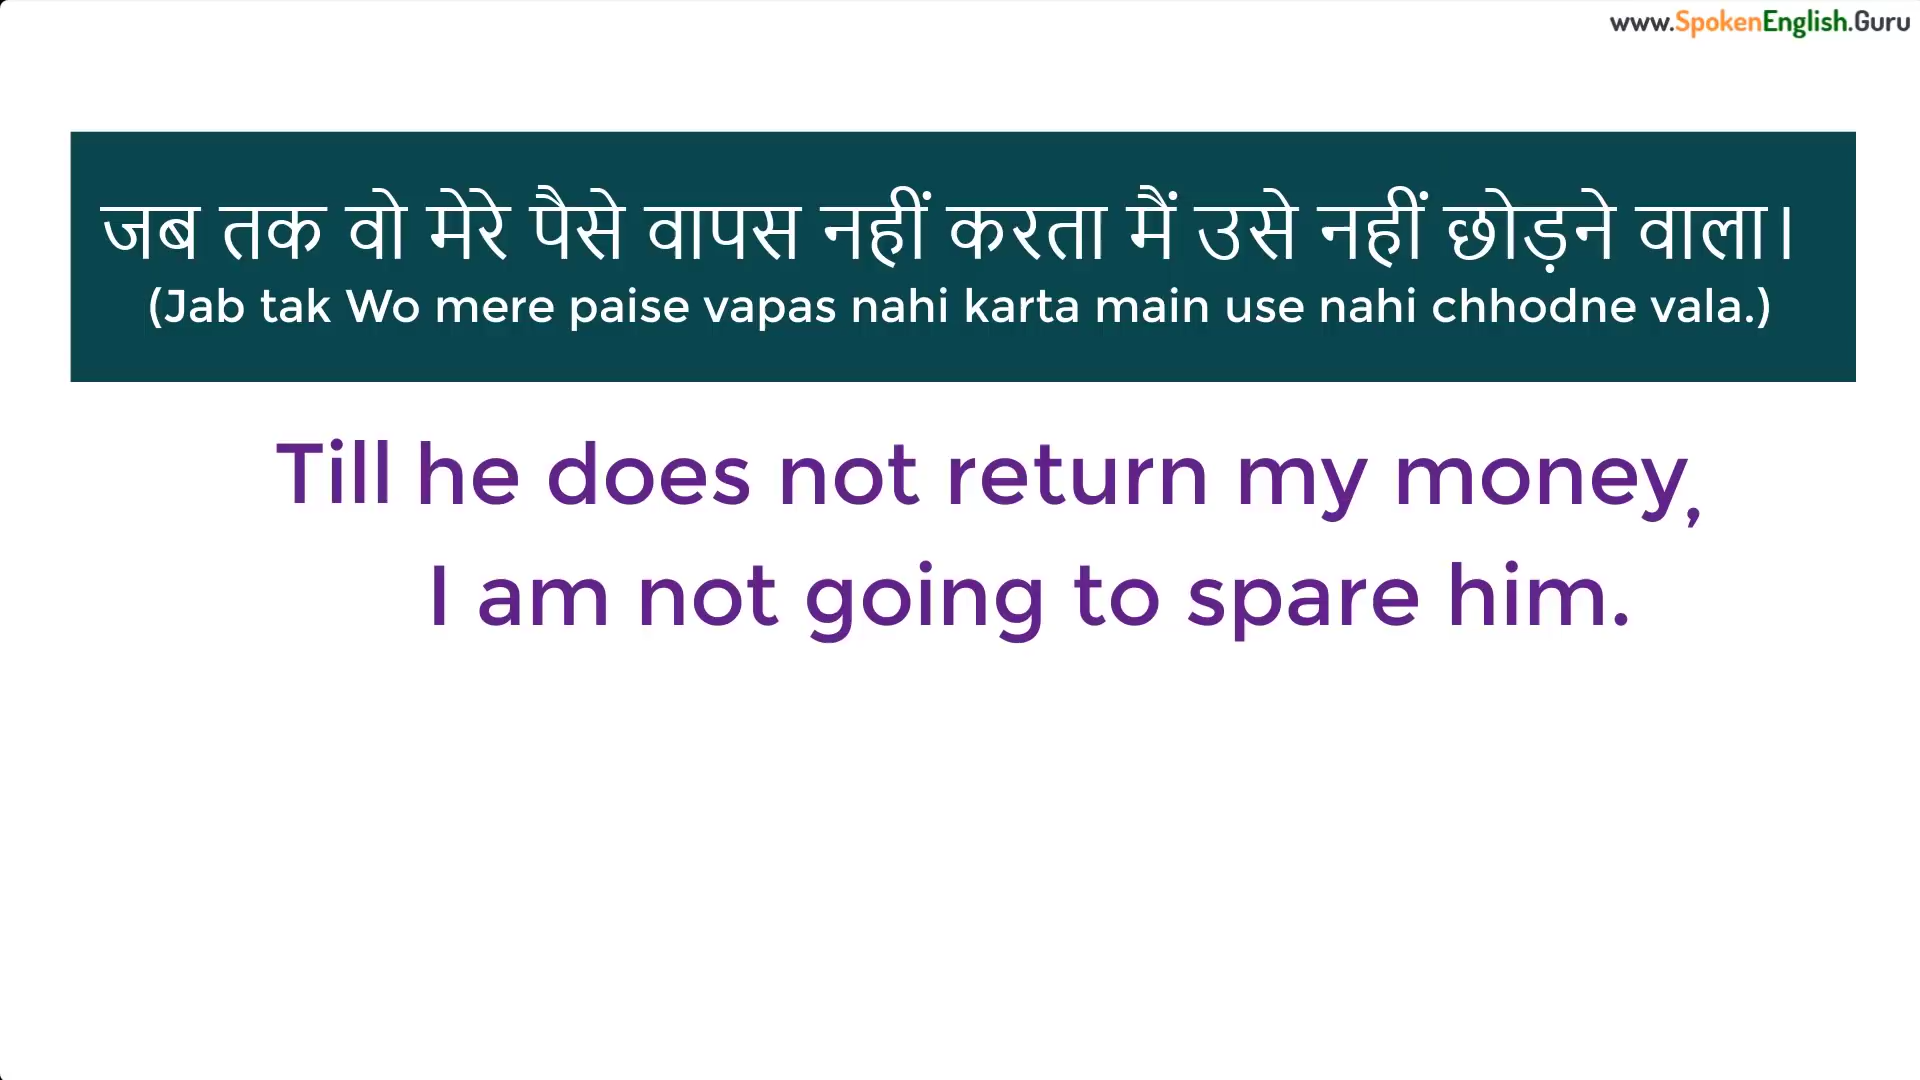 www.SpokenEnglish.Guru
जब तक वो मेरे पैसे वापस नहीं करता मैं उसे नहीं छोड़ने वाला।
(Jab tak Wo mere paise vapas nahi karta main use nahi chhodne vala.)
Till he does not return my money,
I am not going to spare him.